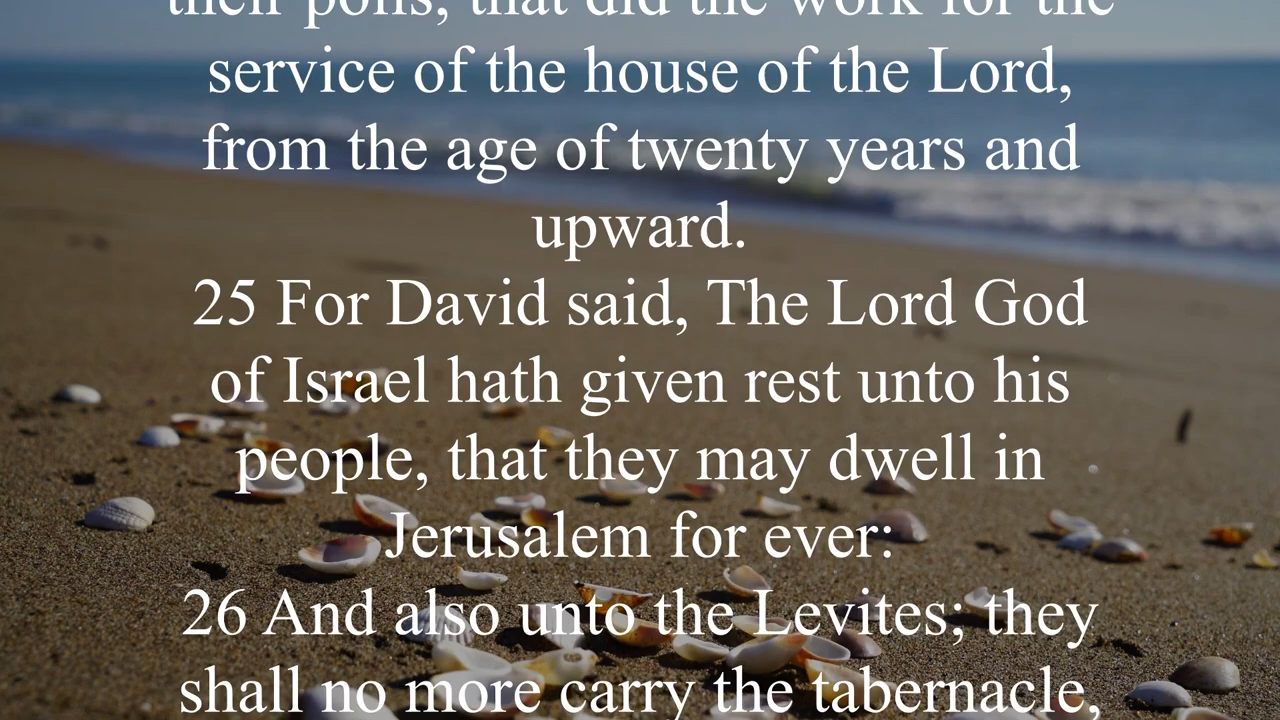 their polls, that did the work for the
service of the house of the Lord,
from the age of twenty years and
upward.
25 For David said, The Lord God
of Israel hath given rest unto his
people, that they may dwell in
Jerusalem for ever:
26 And also unto the Levites; they
shall no more carry the tabernacle,